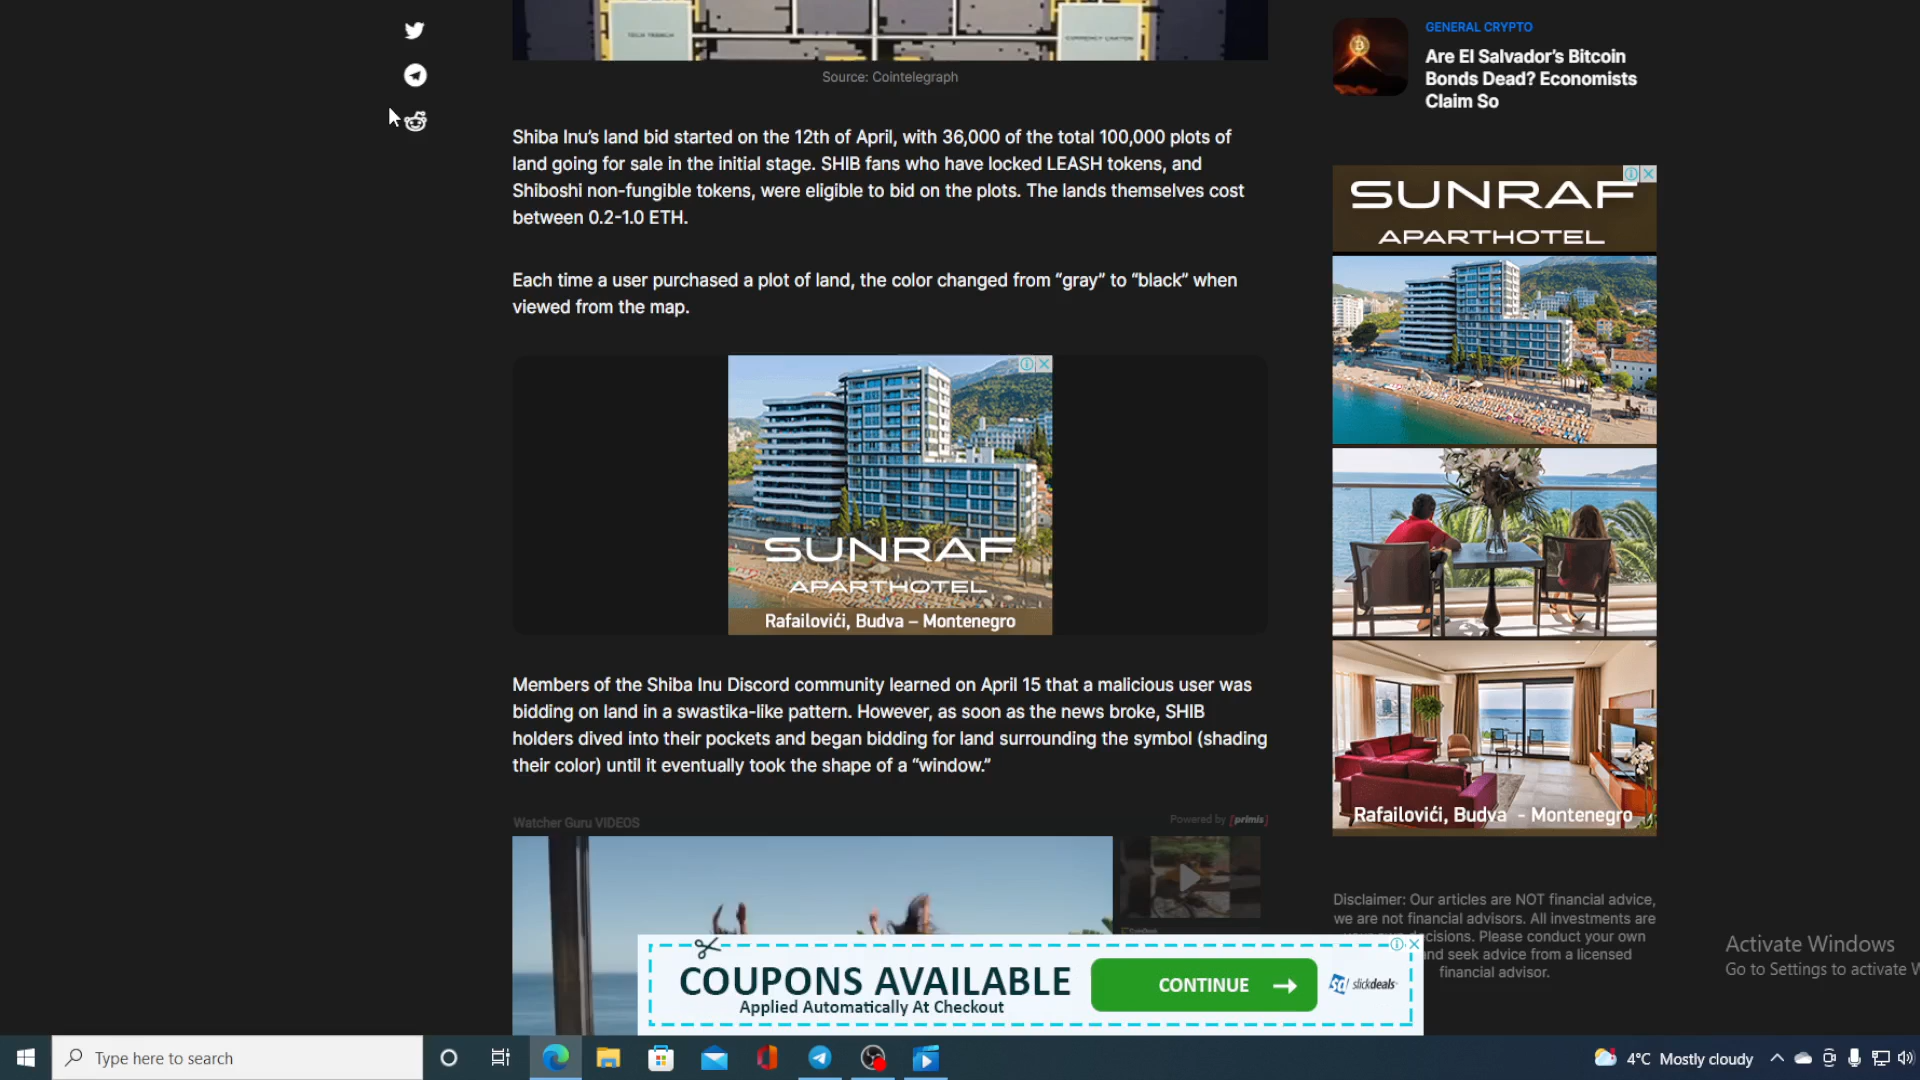 TECH TRENCH
CURRENCY CANYON
Source: Cointelegraph
Shiba Inu’s land bid started on the 12th of April, with 36,000 of the total 100,000 plots of
land going for sale in the initial stage. SHIB fans who have locked LEASH tokens, and
Shiboshi non-fungible tokens, were eligible to bid on the plots. The lands themselves cost
between 0.2-1.0 ETH.
Each time a user purchased a plot of land, the color changed from “gray” to “black” when
viewed from the map.
SUNRAF
APARTHOTEL
Rafailovići, Budva – Montenegro
Members of the Shiba Inu Discord community learned on April 15 that a malicious user was
bidding on land in a swastika-like pattern. However, as soon as the news broke, SHIB
holders dived into their pockets and began bidding for land surrounding the symbol (shading
their color) until it eventually took the shape of a “window.”
Watcher Guru VIDEOS
Powered by [primis]
GENERAL CRYPTO
Are El Salvador’s Bitcoin
Bonds Dead? Economists
Claim So
SUNRAF
APARTHOTEL
Rafailovići, Budva - Montenegro
Disclaimer: Our articles are NOT financial advice,
we are not financial advisors. All investments are
decisions. Please conduct your own
and seek advice from a licensed
financial advisor.
COUPONS AVAILABLE
Applied Automatically At Checkout
CONTINUE
sd slickdeals
Activate Windows
Go to Settings to activate W
Type here to search
4°C Mostly cloudy